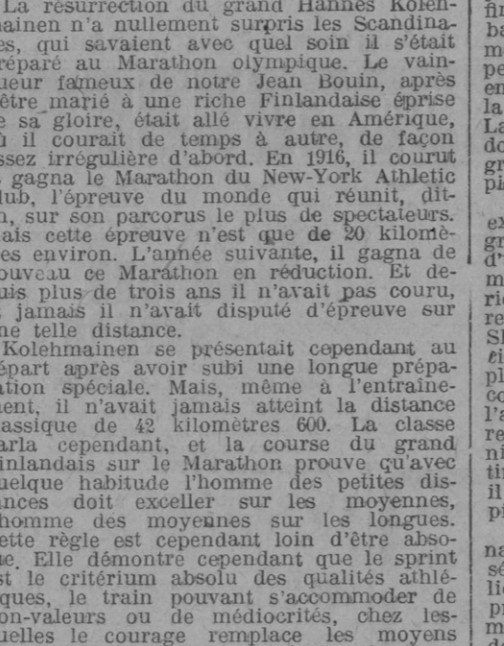 La résurrection du grand Hannes Koleh-
mainen n'a nullement surpris les Scandina-
es, qui savaient avec quel soin il s'était
réparé au Marathon olympique. Le vain-
ueur fameux de notre Jean Bouin, après
'être marié à une riche Finlandaise éprise
e sa gloire, était allé vivre en Amérique,
ù il courait de temps à autre, de façon
ssez irrégulière d'abord. En 1916, il courut
t gagna le Marathon du New-York Athletic
lub, l'épreuve du monde qui réunit, dit-
n, sur son parcorus le plus de spectateurs.
ais cette épreuve n'est que de 20 kilomè-
res environ. L'année suivante, il gagna de
ouveau ce Marathon en réduction. Et de-
uis plus de trois ans il n'avait pas couru,
t jamais il n'avait disputé d'épreuve sur
ne telle distance.
Kolehmainen se présentait cependant au
épart après avoir subi une longue prépa-
ation spéciale. Mais, même à l'entraîne-
ment, il n'avait jamais atteint la distance
lassique de 42 kilomètres 600. La classe
arla cependant, et la course du grand
inlandais sur le Marathon prouve qu'avec
uelque habitude l'homme des petites dis-
ances doit exceller sur les moyennes,
'homme des moyennes sur les longues.
ette règle est cependant loin d'être abso-
ue. Elle démontre cependant que le sprint
st le critérium absolu des qualités athlé-
iques, le train pouvant s'accommoder de
on-valeurs ou de médiocrités, chez les-
uelles le courage remplace les moyens